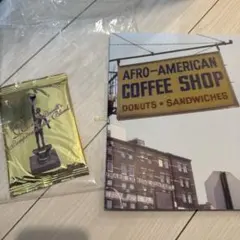 AFRO-AMERICAN
COFFEE SHOP
DONUTS • SANDWICHES